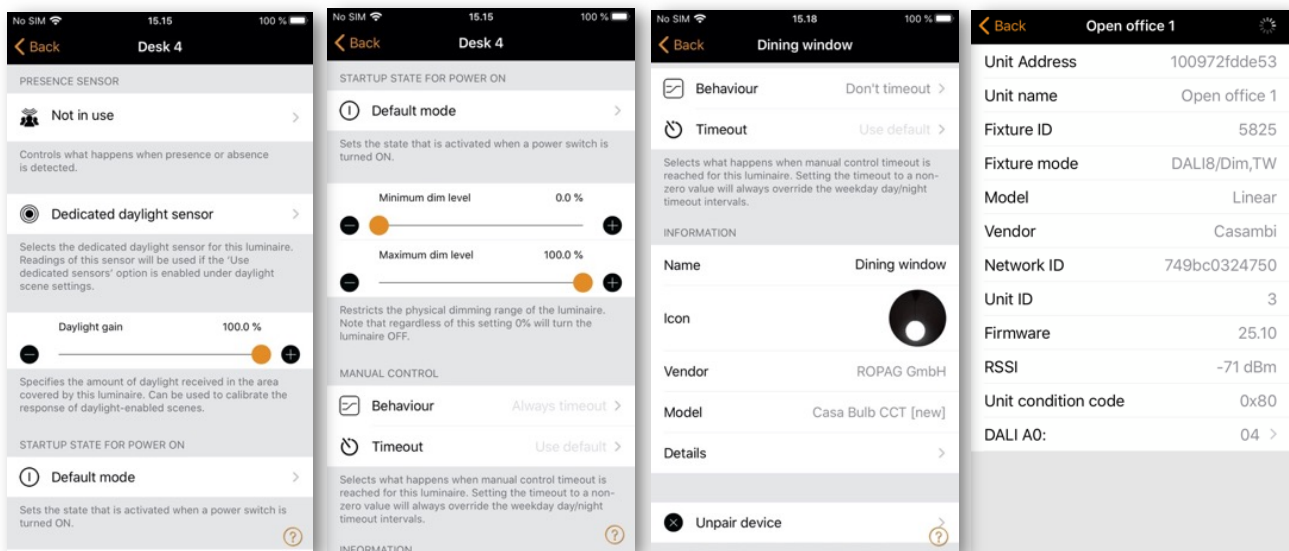 No SIM 15.15 100 %
Back Desk 4
PRESENCE SENSOR
Not in use
Controls what happens when presence or absence
is detected.
Dedicated daylight sensor
Selects the dedicated daylight sensor for this luminaire.
Readings of this sensor will be used if the 'Use
dedicated sensors' option is enabled under daylight
scene settings.
Daylight gain 100.0 %
Specifies the amount of daylight received in the area
covered by this luminaire. Can be used to calibrate the
response of daylight-enabled scenes.
STARTUP STATE FOR POWER ON
Default mode
Sets the state that is activated when a power switch is
turned ON.
?
No SIM 15.15 100 %
Back Desk 4
STARTUP STATE FOR POWER ON
Default mode
Sets the state that is activated when a power switch is
turned ON.
Minimum dim level 0.0 %
Maximum dim level 100.0 %
Restricts the physical dimming range of the luminaire.
Note that regardless of this setting 0% will turn the
luminaire OFF.
MANUAL CONTROL
Behaviour Always timeout
Timeout Use default
Selects what happens when manual control timeout is
reached for this luminaire. Setting the timeout to a non-
zero value will always override the weekday day/night
timeout intervals.
?
INFORMATION
No SIM 15.18 100 %
Back Dining window
Behaviour Don't timeout
Timeout Use default
Selects what happens when manual control timeout is
reached for this luminaire. Setting the timeout to a non-
zero value will always override the weekday day/night
timeout intervals.
INFORMATION
Name Dining window
Icon
Vendor ROPAG GmbH
Model Casa Bulb CCT [new]
Details
Unpair device
?
Back Open office 1
Unit Address 100972fdde53
Unit name Open office 1
Fixture ID 5825
Fixture mode DALI8/Dim,TW
Model Linear
Vendor Casambi
Network ID 749bc0324750
Unit ID 3
Firmware 25.10
RSSI -71 dBm
Unit condition code 0x80
DALI A0: 04